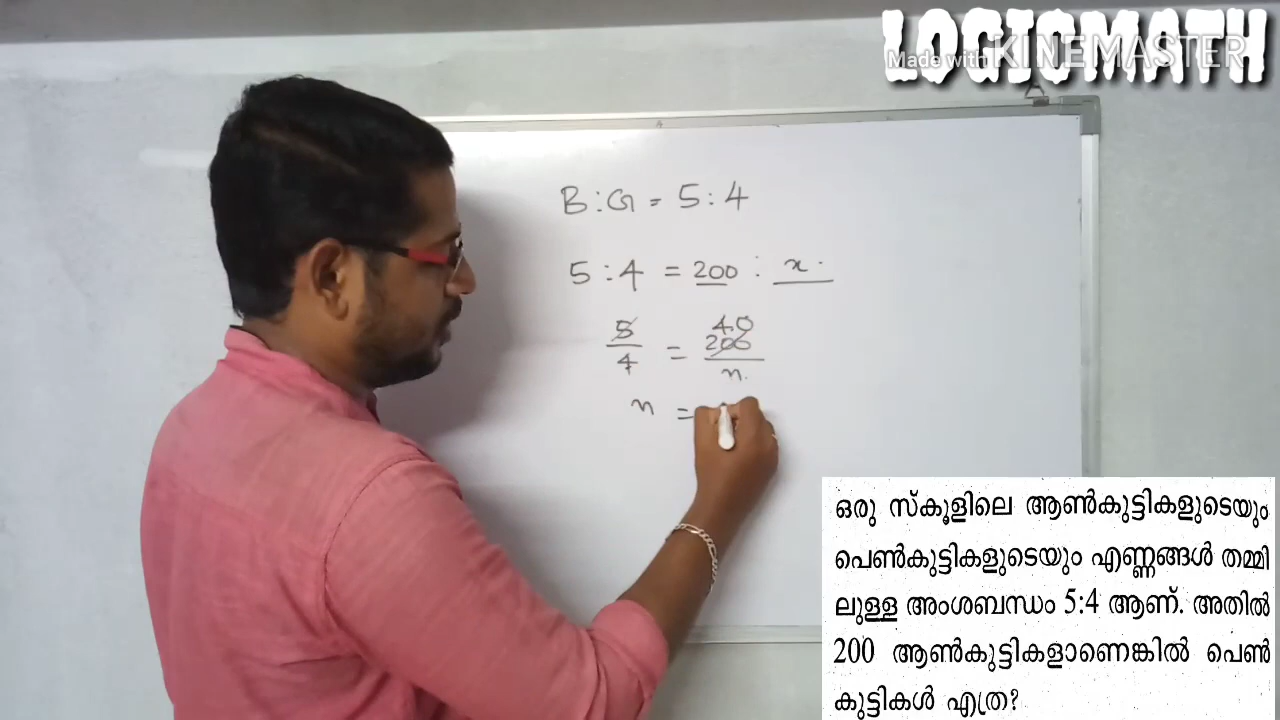 LOGICMATH
Made with KINEMASTER
B : G = 5 : 4
5 : 4 = 200 : x
5/4 = 200/x
40
x =
ഒരു സ്കൂളിലെ ആൺകുട്ടികളുടെയും
പെൺകുട്ടികളുടെയും എണ്ണങ്ങൾ തമ്മി
ലുള്ള അംശബന്ധം 5:4 ആണ്. അതിൽ
200 ആൺകുട്ടികളാണെങ്കിൽ പെൺ
കുട്ടികൾ എത്ര?